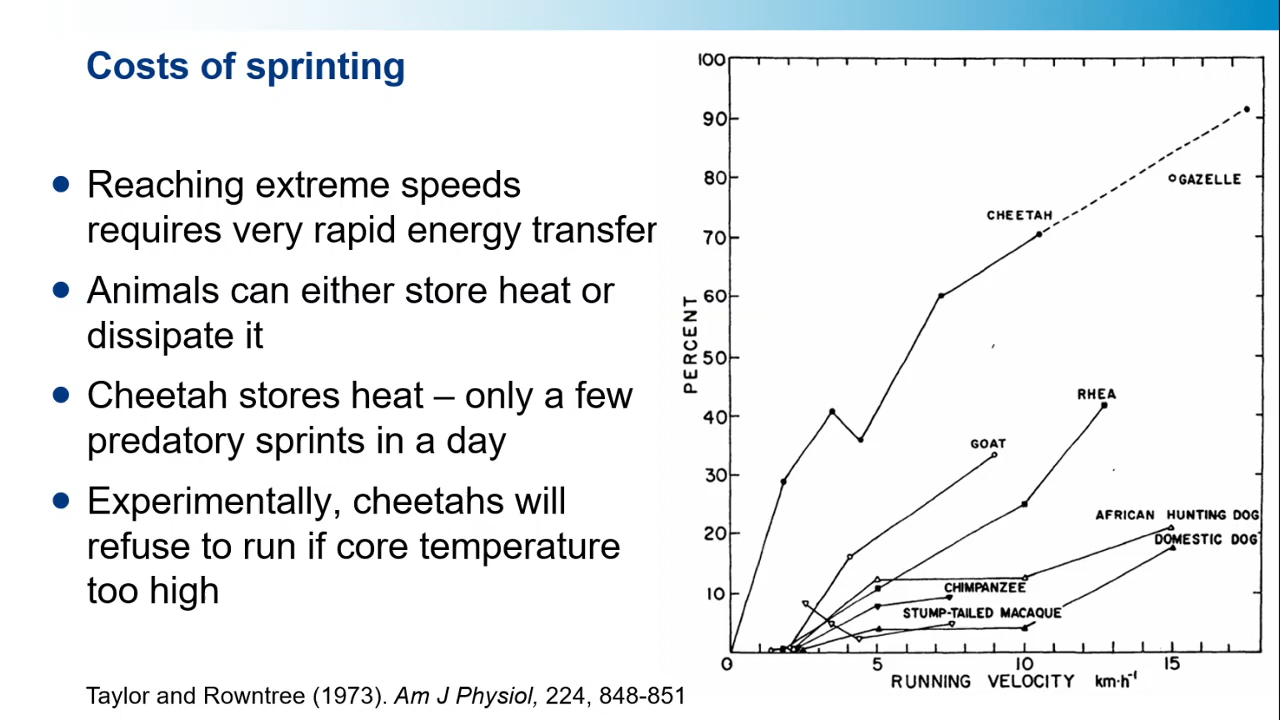 Costs of sprinting
● Reaching extreme speeds
requires very rapid energy transfer
● Animals can either store heat or
dissipate it
● Cheetah stores heat – only a few
predatory sprints in a day
● Experimentally, cheetahs will
refuse to run if core temperature
too high
Taylor and Rowntree (1973). Am J Physiol, 224, 848-851
100
90
80
70
60
50
40
30
20
10
PERCENT
CHEETAH
GAZELLE
RHEA
GOAT
AFRICAN HUNTING DOG
DOMESTIC DOG
CHIMPANZEE
STUMP-TAILED MACAQUE
0 5 10 15
RUNNING VELOCITY km·h⁻¹